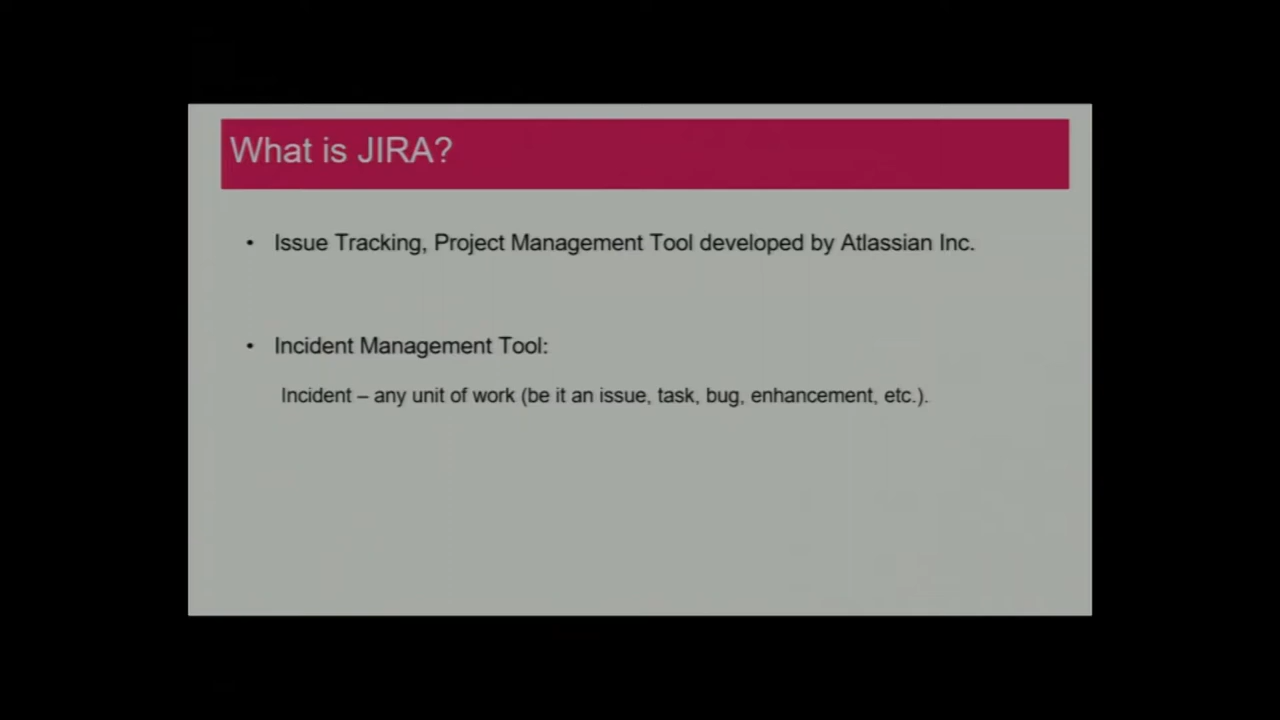 What is JIRA?
• Issue Tracking, Project Management Tool developed by Atlassian Inc.
• Incident Management Tool:
Incident – any unit of work (be it an issue, task, bug, enhancement, etc.).